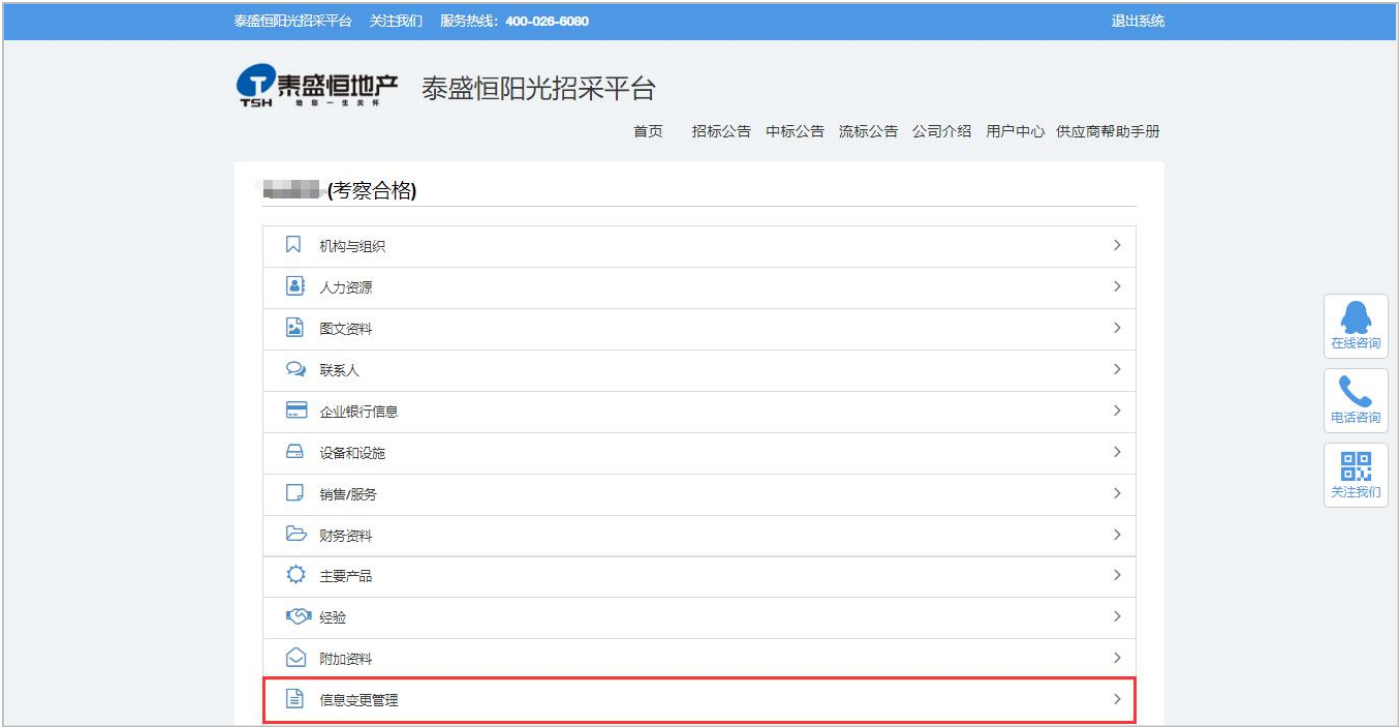 泰盛恒阳光招采平台 关注我们 服务热线：400-026-6080 退出系统
泰盛恒地产 泰盛恒阳光招采平台
TSH 地 产 一 生 关 怀
首页 招标公告 中标公告 流标公告 公司介绍 用户中心 供应商帮助手册
(考察合格)
机构与组织
人力资源
图文资料
联系人
企业银行信息
设备和设施
销售/服务
财务资料
主要产品
经验
附加资料
信息变更管理
在线咨询
电话咨询
关注我们